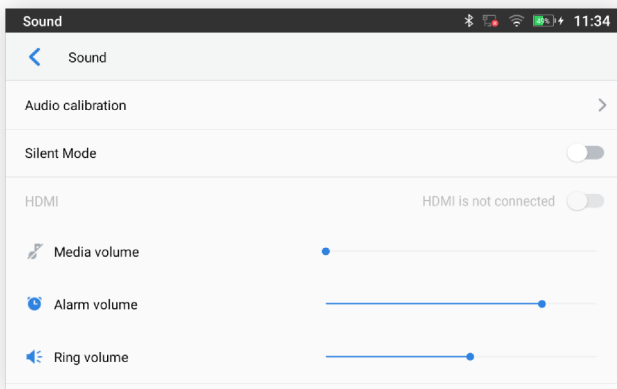 Sound 49% 11:34
Sound
Audio calibration
Silent Mode
HDMI HDMI is not connected
Media volume
Alarm volume
Ring volume